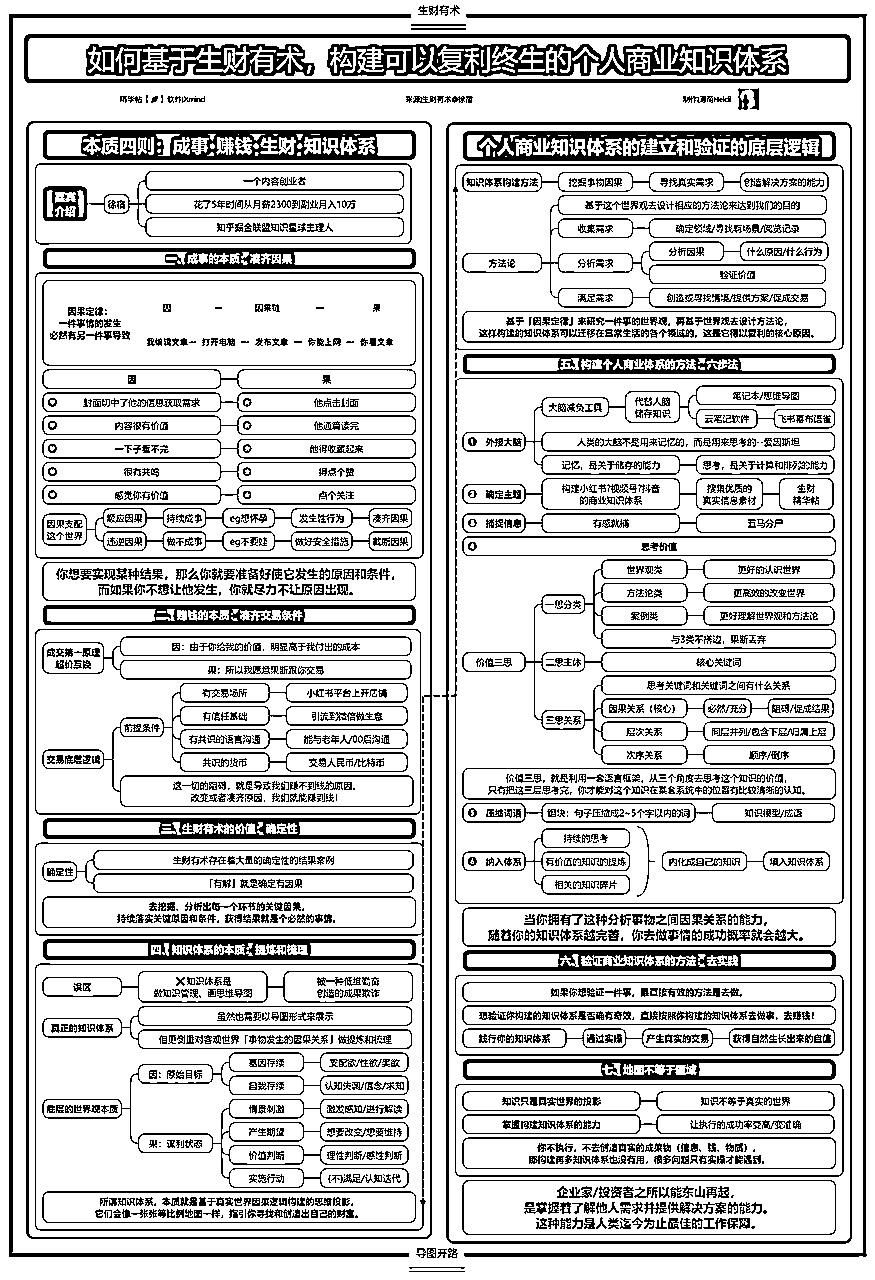 生财有术
如何基于生财有术，构建可以复利终生的个人商业知识体系
本质四则：成事·赚钱·生财·知识体系
介绍
徐宿
一个内容创业者
花了5年时间从月薪2300到副业月入10万
知乎掘金联盟知识星球主理人
一、成事的本质：凑齐因果
因果定律：
一件事情的发生
必然有另一件事导致
因 — 因果链 — 果
我编辑文章 — 打开电脑 — 发布文章 — 你能上网 — 你看文章
因
果
封面切中了他的信息获取需求
他点击封面
内容很有价值
他通篇读完
一下子看不完
他得收藏起来
很有共鸣
得点个赞
感觉你有价值
点个关注
因果支配
这个世界
顺应因果
持续成事
eg想怀孕
发生性行为
凑齐因果
违逆因果
做不成事
eg不要娃
做好安全措施
截断因果
你想要实现某种结果，那么你就要准备好使它发生的原因和条件，
而如果你不想让他发生，你就尽力不让原因出现。
二、赚钱的本质：凑齐交易条件
成交第一原理
超价互换
因：由于你给我的价值，明显高于我付出的成本
果：所以我愿意果断跟你交易
交易底层逻辑
前提条件
有交易场所
小红书平台上开店铺
有信任基础
引流到微信做生意
有共识的语言沟通
能与老年人/00后沟通
共识的货币
交易人民币/比特币
这一切的阻碍，就是导致我们赚不到钱的原因。
改变或者凑齐原因，我们就能赚到钱！
三、生财有术的价值：确定性
确定性
生财有术存在着大量的确定性的结果案例
「有解」就是确定有因果
去挖掘、分析出每一个环节的关键因果，
持续落实关键原因和条件，获得结果就是个必然的事情。
四、知识体系的本质：提炼和梳理
误区
❌知识体系是
做知识管理、画思维导图
被一种低维勤奋
创造的成果欺诈
真正的知识体系
虽然也需要以导图形式来展示
但更侧重对客观世界「事物发生的因果关系」做提炼和梳理
底层的世界观本质
因：原始目标
基因存续
支配欲/性欲/食欲
自我存续
认知失调/信念/求知
果：谋利状态
情景刺激
激发感知/进行解读
产生期望
想要改变/想要维持
价值判断
理性判断/感性判断
实施行动
(不)满足/认知迭代
所谓知识体系，本质就是基于真实世界因果逻辑构建的思维投影，
它们会像一张张等比例地图一样，指引你寻找和创造出自己的财富。
个人商业知识体系的建立和验证的底层逻辑
知识体系构建方法
挖掘事物因果
寻找真实需求
创造解决方案的能力
方法论
基于这个世界观去设计相应的方法论来达到我们的目的
收集需求
确定领域/寻找有场景/阅览记录
分析需求
分析因果
什么原因/什么行为
验证价值
满足需求
创造或寻找情境/提供方案/促成交易
基于「因果定律」来研究一件事的世界观，再基于世界观去设计方法论，
这样构建的知识体系可以迁移在日常生活的各个领域的，这是它得以复利的核心原因。
五、构建个人商业体系的方法：六步法
外接大脑
大脑减负工具
代替人脑
储存知识
笔记本/思维导图
云笔记软件
飞书幕布语雀
人类的大脑不是用来记忆的，而是用来思考的--爱因斯坦
记忆，是关于储存的能力
思考，是关于计算和排列的能力
确定主题
构建小红书?视频号?抖音
的商业知识体系
搜集优质的
真实信息素材
生财
精华帖
捕捉信息
有感就捕
五马分尸
思考价值
价值三思
一思分类
世界观类
更好的认识世界
方法论类
更高效的改变世界
案例类
更好理解世界观和方法论
与3类不搭边，果断丢弃
二思主体
核心关键词
三思关系
思考关键词和关键词之间有什么关系
因果关系（核心）
必然/充分
阻碍/促成结果
层次关系
同层并列/包含下层/归属上层
次序关系
顺序/倒序
价值三思，就是利用一套语言框架，从三个角度去思考这个知识的价值，
只有把这三层思考完，你才能对这个知识在某套系统中的位置有比较清晰的认知。
压缩词语
组块：句子压缩成2~5个字以内的词
知识模型/成语
纳入体系
持续的思考
有价值的知识的提炼
相关的知识碎片
内化成自己的知识
填入知识体系
当你拥有了这种分析事物之间因果关系的能力，
随着你的知识体系越完善，你去做事情的成功概率就会越大。
六、验证商业知识体系的方法：去实践
如果你想验证一件事，最直接有效的方法是去做。
想验证你构建的知识体系是否确有奇效，直接按照你构建的知识体系去做事，去赚钱！
践行你的知识体系
通过实操
产生真实的交易
获得自然生长出来的自信
七、地图不等于疆域
知识只是真实世界的投影
知识不等于真实的世界
掌握构建知识体系的能力
让执行的成功率变高/变准确
你不执行，不去创造真实的成果物（信息、钱、物质），
那构建再多知识体系也没有用，很多问题只有实操才能遇到。
企业家/投资者之所以能东山再起，
是掌握着了解他人需求并提供解决方案的能力。
这种能力是人类迄今为止最佳的工作保障。
导图开路